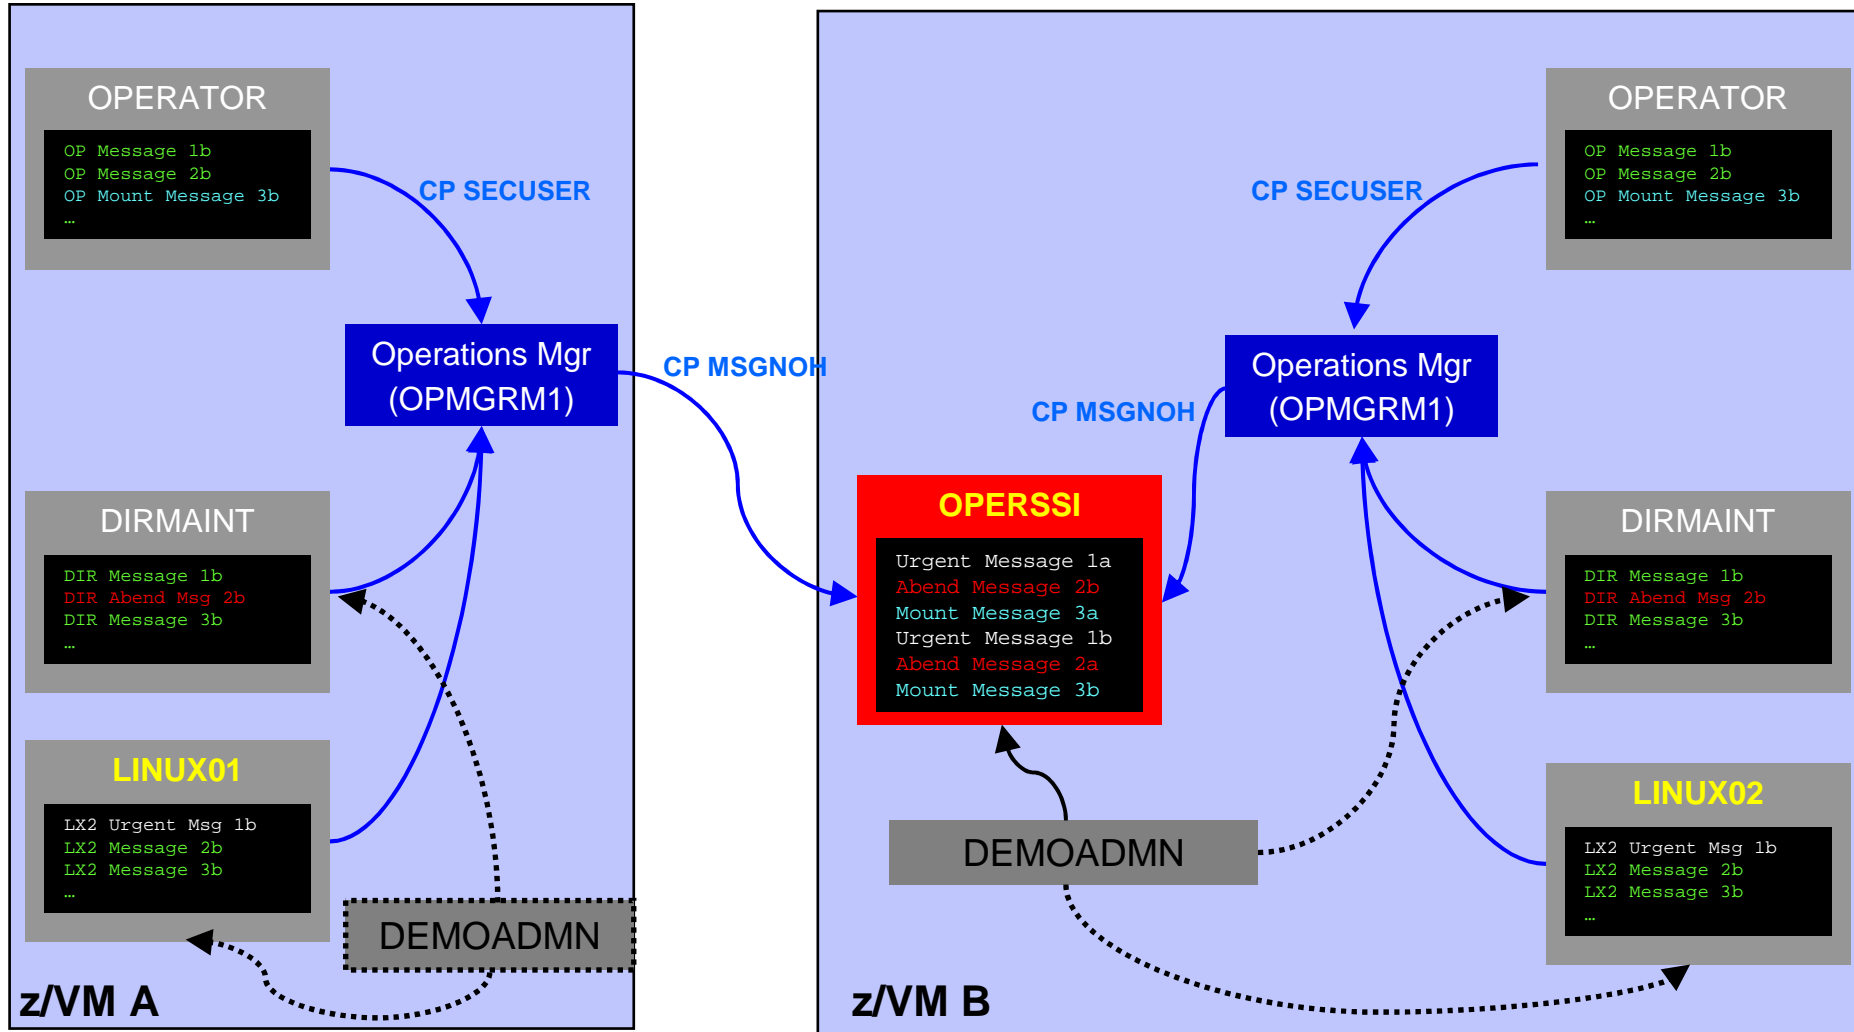 OPERATOR
OP Message 1b
OP Message 2b
OP Mount Message 3b
…
CP SECUSER
Operations Mgr
(OPMGRM1)
CP MSGNOH
DIRMAINT
DIR Message 1b
DIR Abend Msg 2b
DIR Message 3b
…
LINUX01
LX2 Urgent Msg 1b
LX2 Message 2b
LX2 Message 3b
…
DEMOADMN
z/VM A
OPERATOR
OP Message 1b
OP Message 2b
OP Mount Message 3b
…
CP SECUSER
Operations Mgr
(OPMGRM1)
CP MSGNOH
OPERSSI
Urgent Message 1a
Abend Message 2b
Mount Message 3a
Urgent Message 1b
Abend Message 2a
Mount Message 3b
DIRMAINT
DIR Message 1b
DIR Abend Msg 2b
DIR Message 3b
…
DEMOADMN
LINUX02
LX2 Urgent Msg 1b
LX2 Message 2b
LX2 Message 3b
…
z/VM B